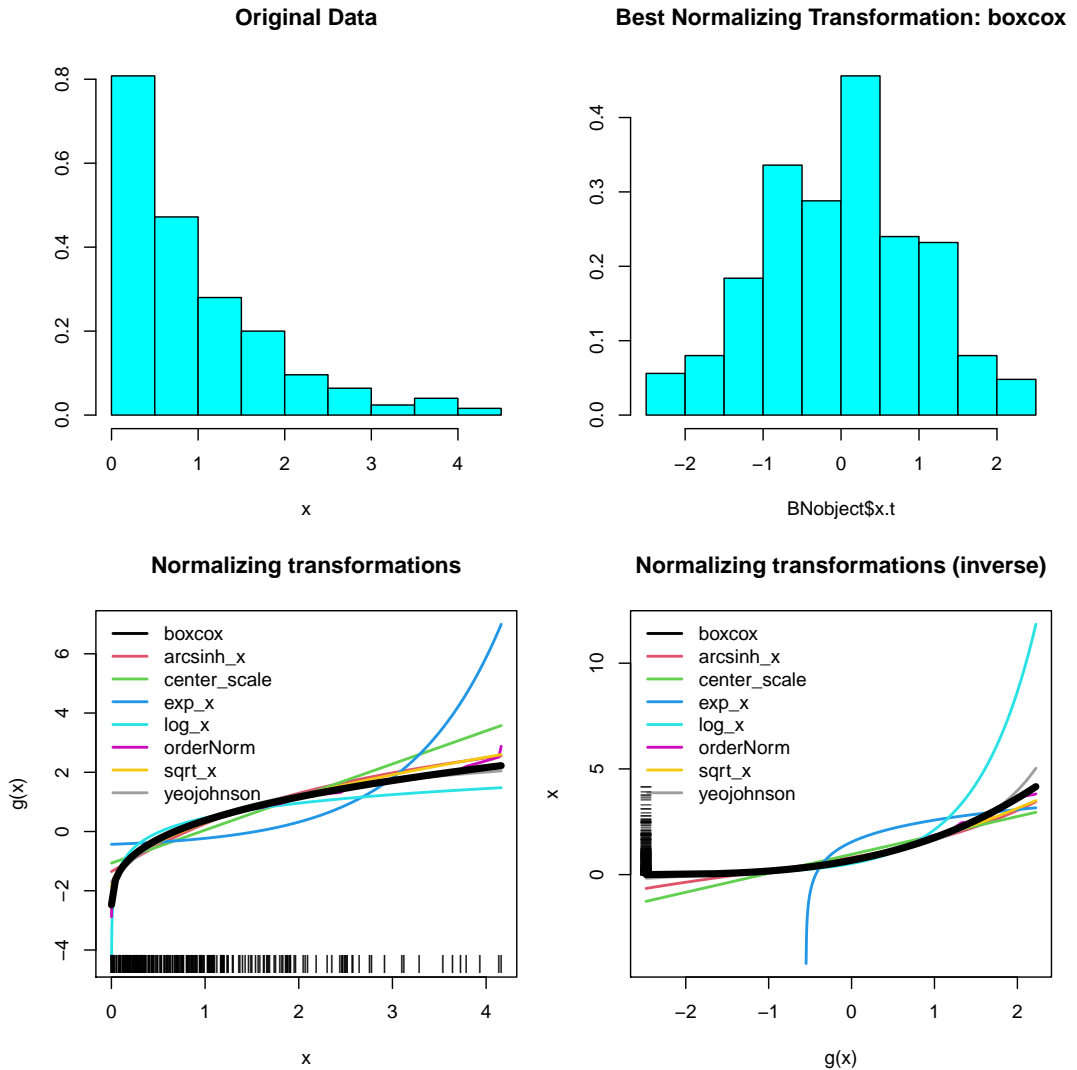 Original Data
0.0 0.2 0.4 0.6 0.8
0 1 2 3 4
x
Best Normalizing Transformation: boxcox
0.0 0.1 0.2 0.3 0.4
−2 −1 0 1 2
BNobject$x.t
Normalizing transformations
g(x)
−4 −2 0 2 4 6
boxcox
arcsinh_x
center_scale
exp_x
log_x
orderNorm
sqrt_x
yeojohnson
0 1 2 3 4
x
Normalizing transformations (inverse)
x
0 5 10
boxcox
arcsinh_x
center_scale
exp_x
log_x
orderNorm
sqrt_x
yeojohnson
−2 −1 0 1 2
g(x)